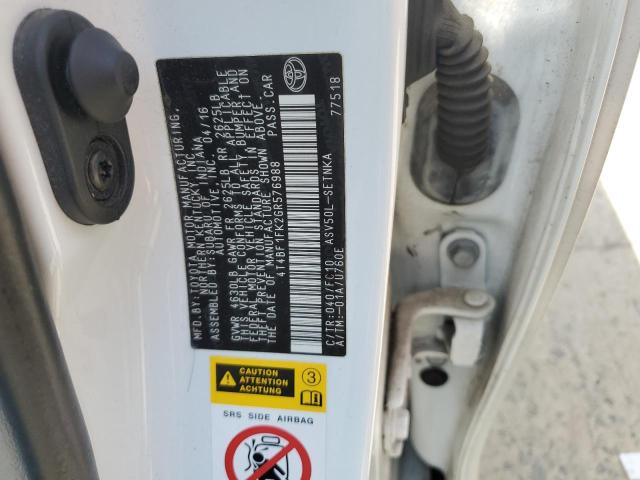 MFD.BY: TOYOTA MOTOR MANUFACTURING,
NORTHERN KENTUCKY, INC.
ASSEMBLED BY: SUBARU OF INDIANA
AUTOMOTIVE, INC. 04/16
GVWR 4630LB GAWR FR 2625LB RR 2625LB
THIS VEHICLE CONFORMS TO ALL APPLICABLE
FEDERAL MOTOR VEHICLE SAFETY, BUMPER, AND
THEFT PREVENTION STANDARDS IN EFFECT ON
THE DATE OF MANUFACTURE SHOWN ABOVE.
4T4BF1FK2GR576988 PASS.CAR
C/TR:040/FC10 ASV50L-SETNKA
A/TM:-01A/U760E 77518
CAUTION
ATTENTION
ACHTUNG
3
SRS SIDE AIRBAG